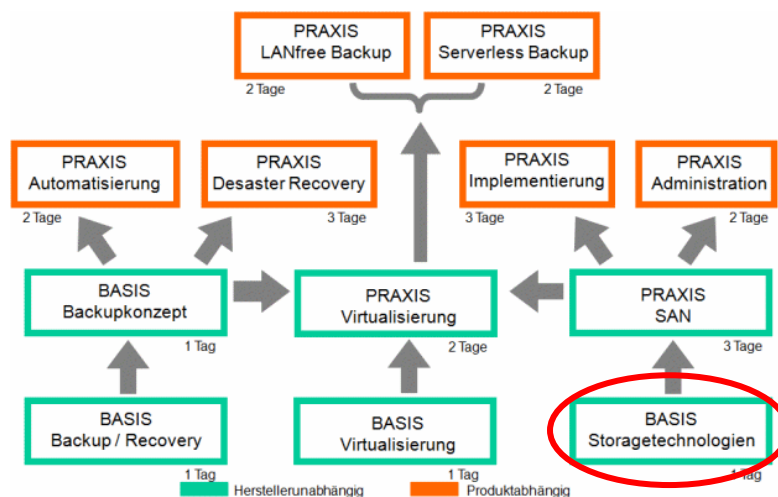 PRAXIS
LANfree Backup
PRAXIS
Serverless Backup
2 Tage
2 Tage
PRAXIS
Automatisierung
PRAXIS
Desaster Recovery
PRAXIS
Implementierung
PRAXIS
Administration
2 Tage
3 Tage
3 Tage
2 Tage
BASIS
Backupkonzept
PRAXIS
Virtualisierung
PRAXIS
SAN
1 Tag
2 Tage
3 Tage
BASIS
Backup / Recovery
BASIS
Virtualisierung
BASIS
Storagetechnologien
1 Tag
1 Tag
1 Tag
Herstellerunabhängig
Produktabhängig